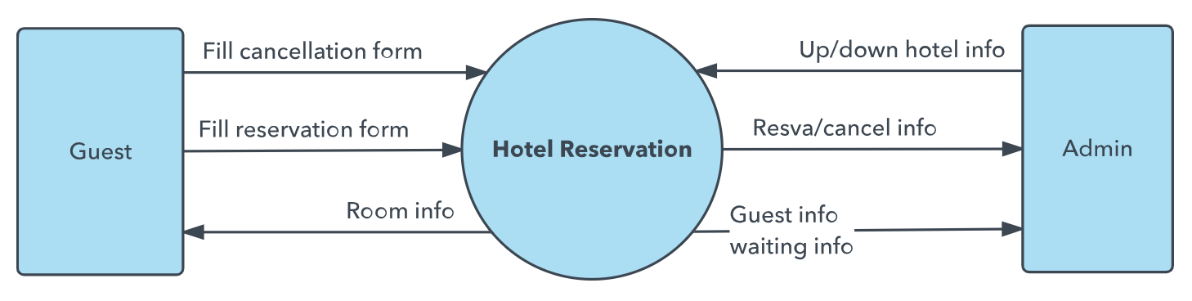 Fill cancellation form
Up/down hotel info
Fill reservation form
Resva/cancel info
Guest
Hotel Reservation
Admin
Room info
Guest info
waiting info